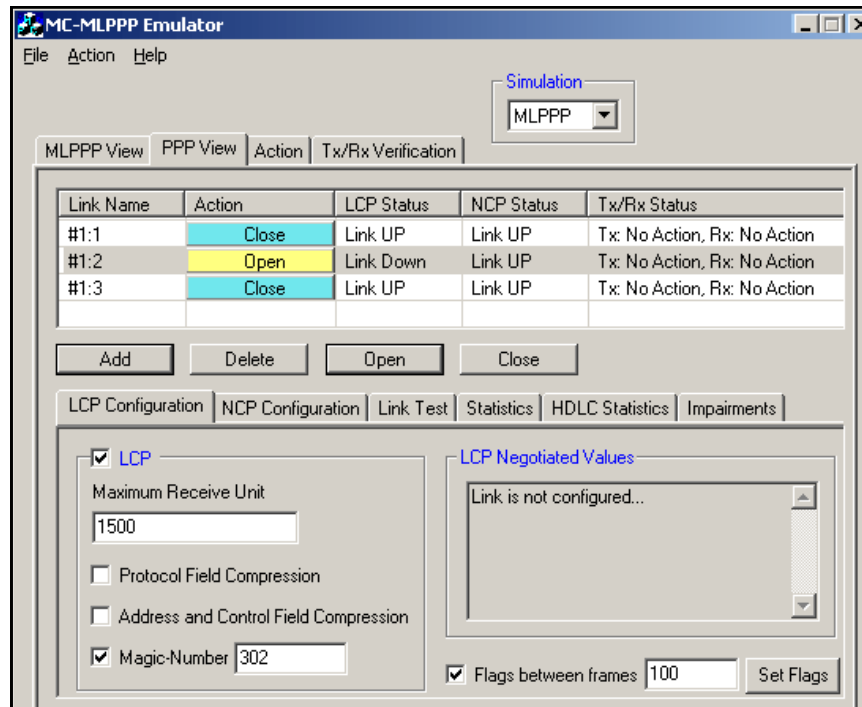 MC-MLPPP Emulator
File Action Help
Simulation
MLPPP
MLPPP View PPP View Action Tx/Rx Verification
Link Name Action LCP Status NCP Status Tx/Rx Status
#1:1 Close Link UP Link UP Tx: No Action, Rx: No Action
#1:2 Open Link Down Link UP Tx: No Action, Rx: No Action
#1:3 Close Link UP Link UP Tx: No Action, Rx: No Action
Add Delete Open Close
LCP Configuration NCP Configuration Link Test Statistics HDLC Statistics Impairments
LCP
Maximum Receive Unit
1500
Protocol Field Compression
Address and Control Field Compression
Magic-Number 302
LCP Negotiated Values
Link is not configured...
Flags between frames 100 Set Flags